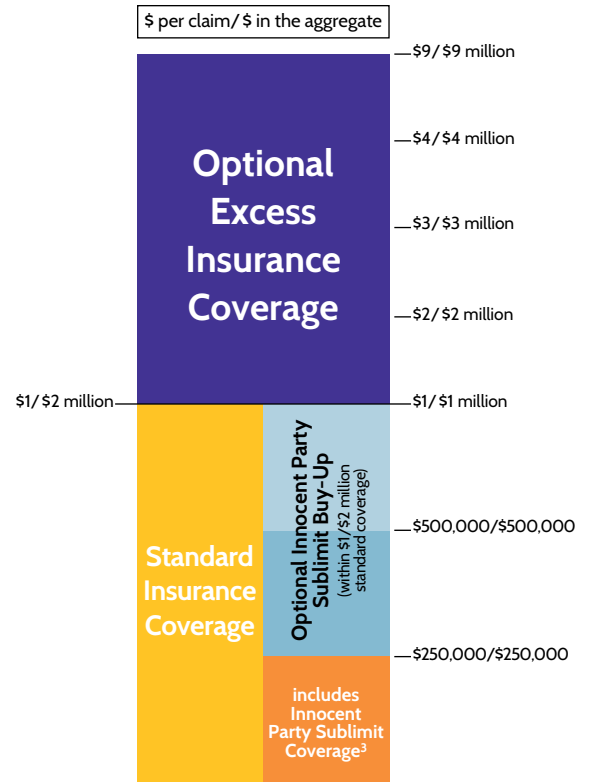 $ per claim/ $ in the aggregate
$9/ $9 million
$4/ $4 million
$3/ $3 million
$2/ $2 million
Optional
Excess
Insurance
Coverage
$1/ $2 million
$1/ $1 million
Optional Innocent Party
Sublimit Buy-Up
(within $1/$2 million
standard coverage)
$500,000/$500,000
Standard
Insurance
Coverage
$250,000/$250,000
includes
Innocent
Party Sublimit
Coverage³